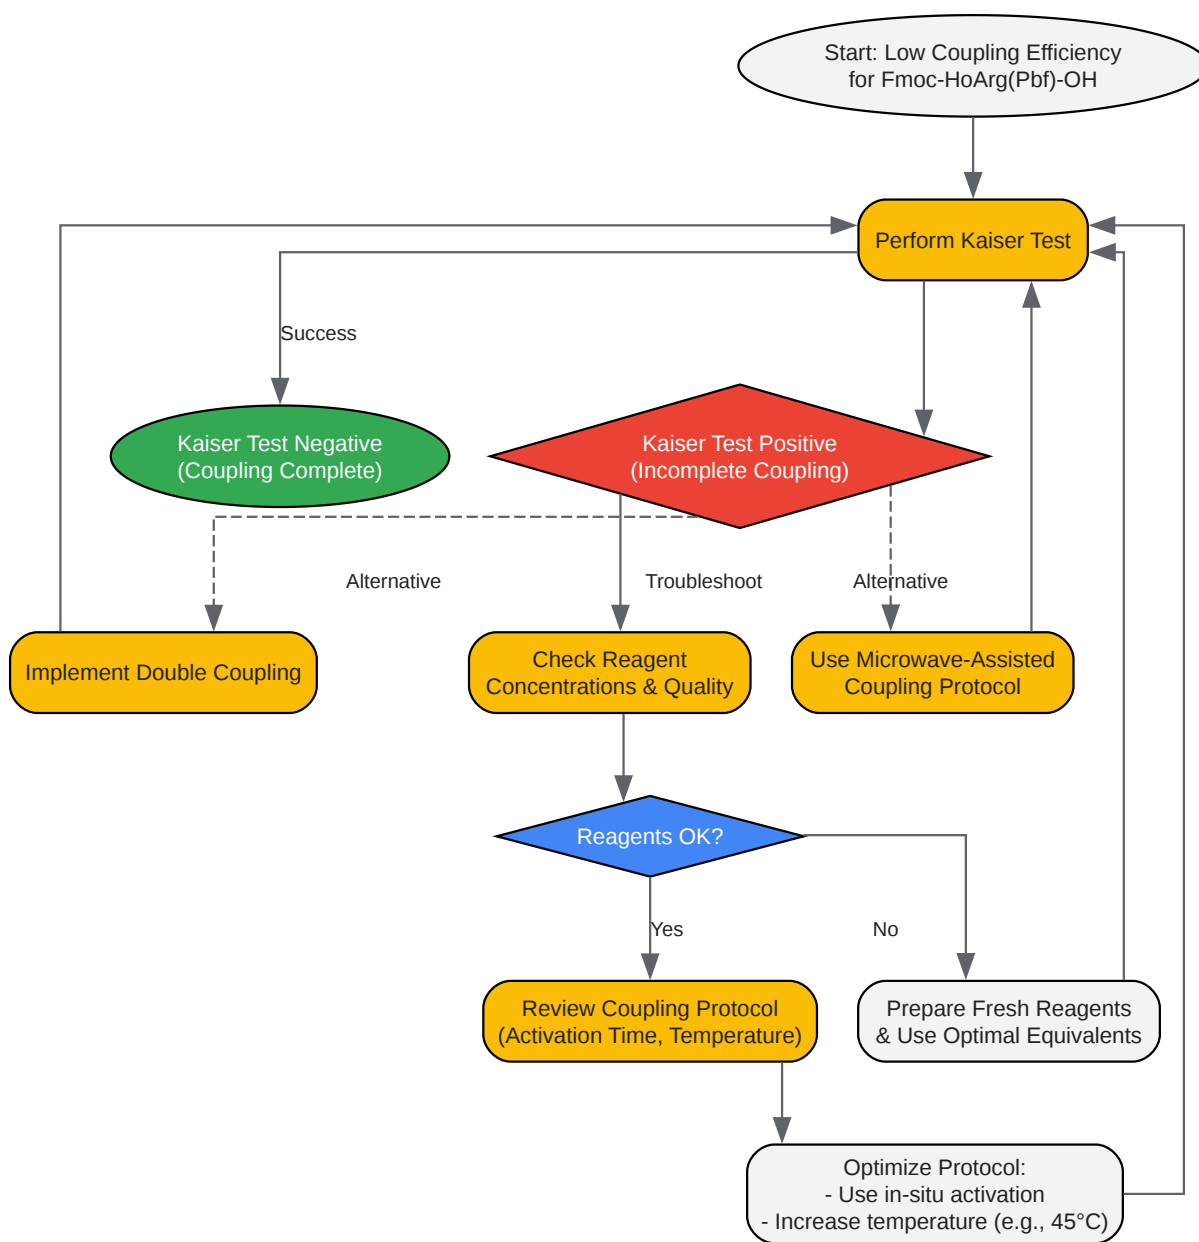 Start: Low Coupling Efficiency
for Fmoc-HoArg(Pbf)-OH
Perform Kaiser Test
Success
Kaiser Test Negative
(Coupling Complete)
Kaiser Test Positive
(Incomplete Coupling)
Alternative
Troubleshoot
Alternative
Implement Double Coupling
Check Reagent
Concentrations & Quality
Use Microwave-Assisted
Coupling Protocol
Reagents OK?
Yes
No
Review Coupling Protocol
(Activation Time, Temperature)
Prepare Fresh Reagents
& Use Optimal Equivalents
Optimize Protocol:
- Use in-situ activation
- Increase temperature (e.g., 45°C)